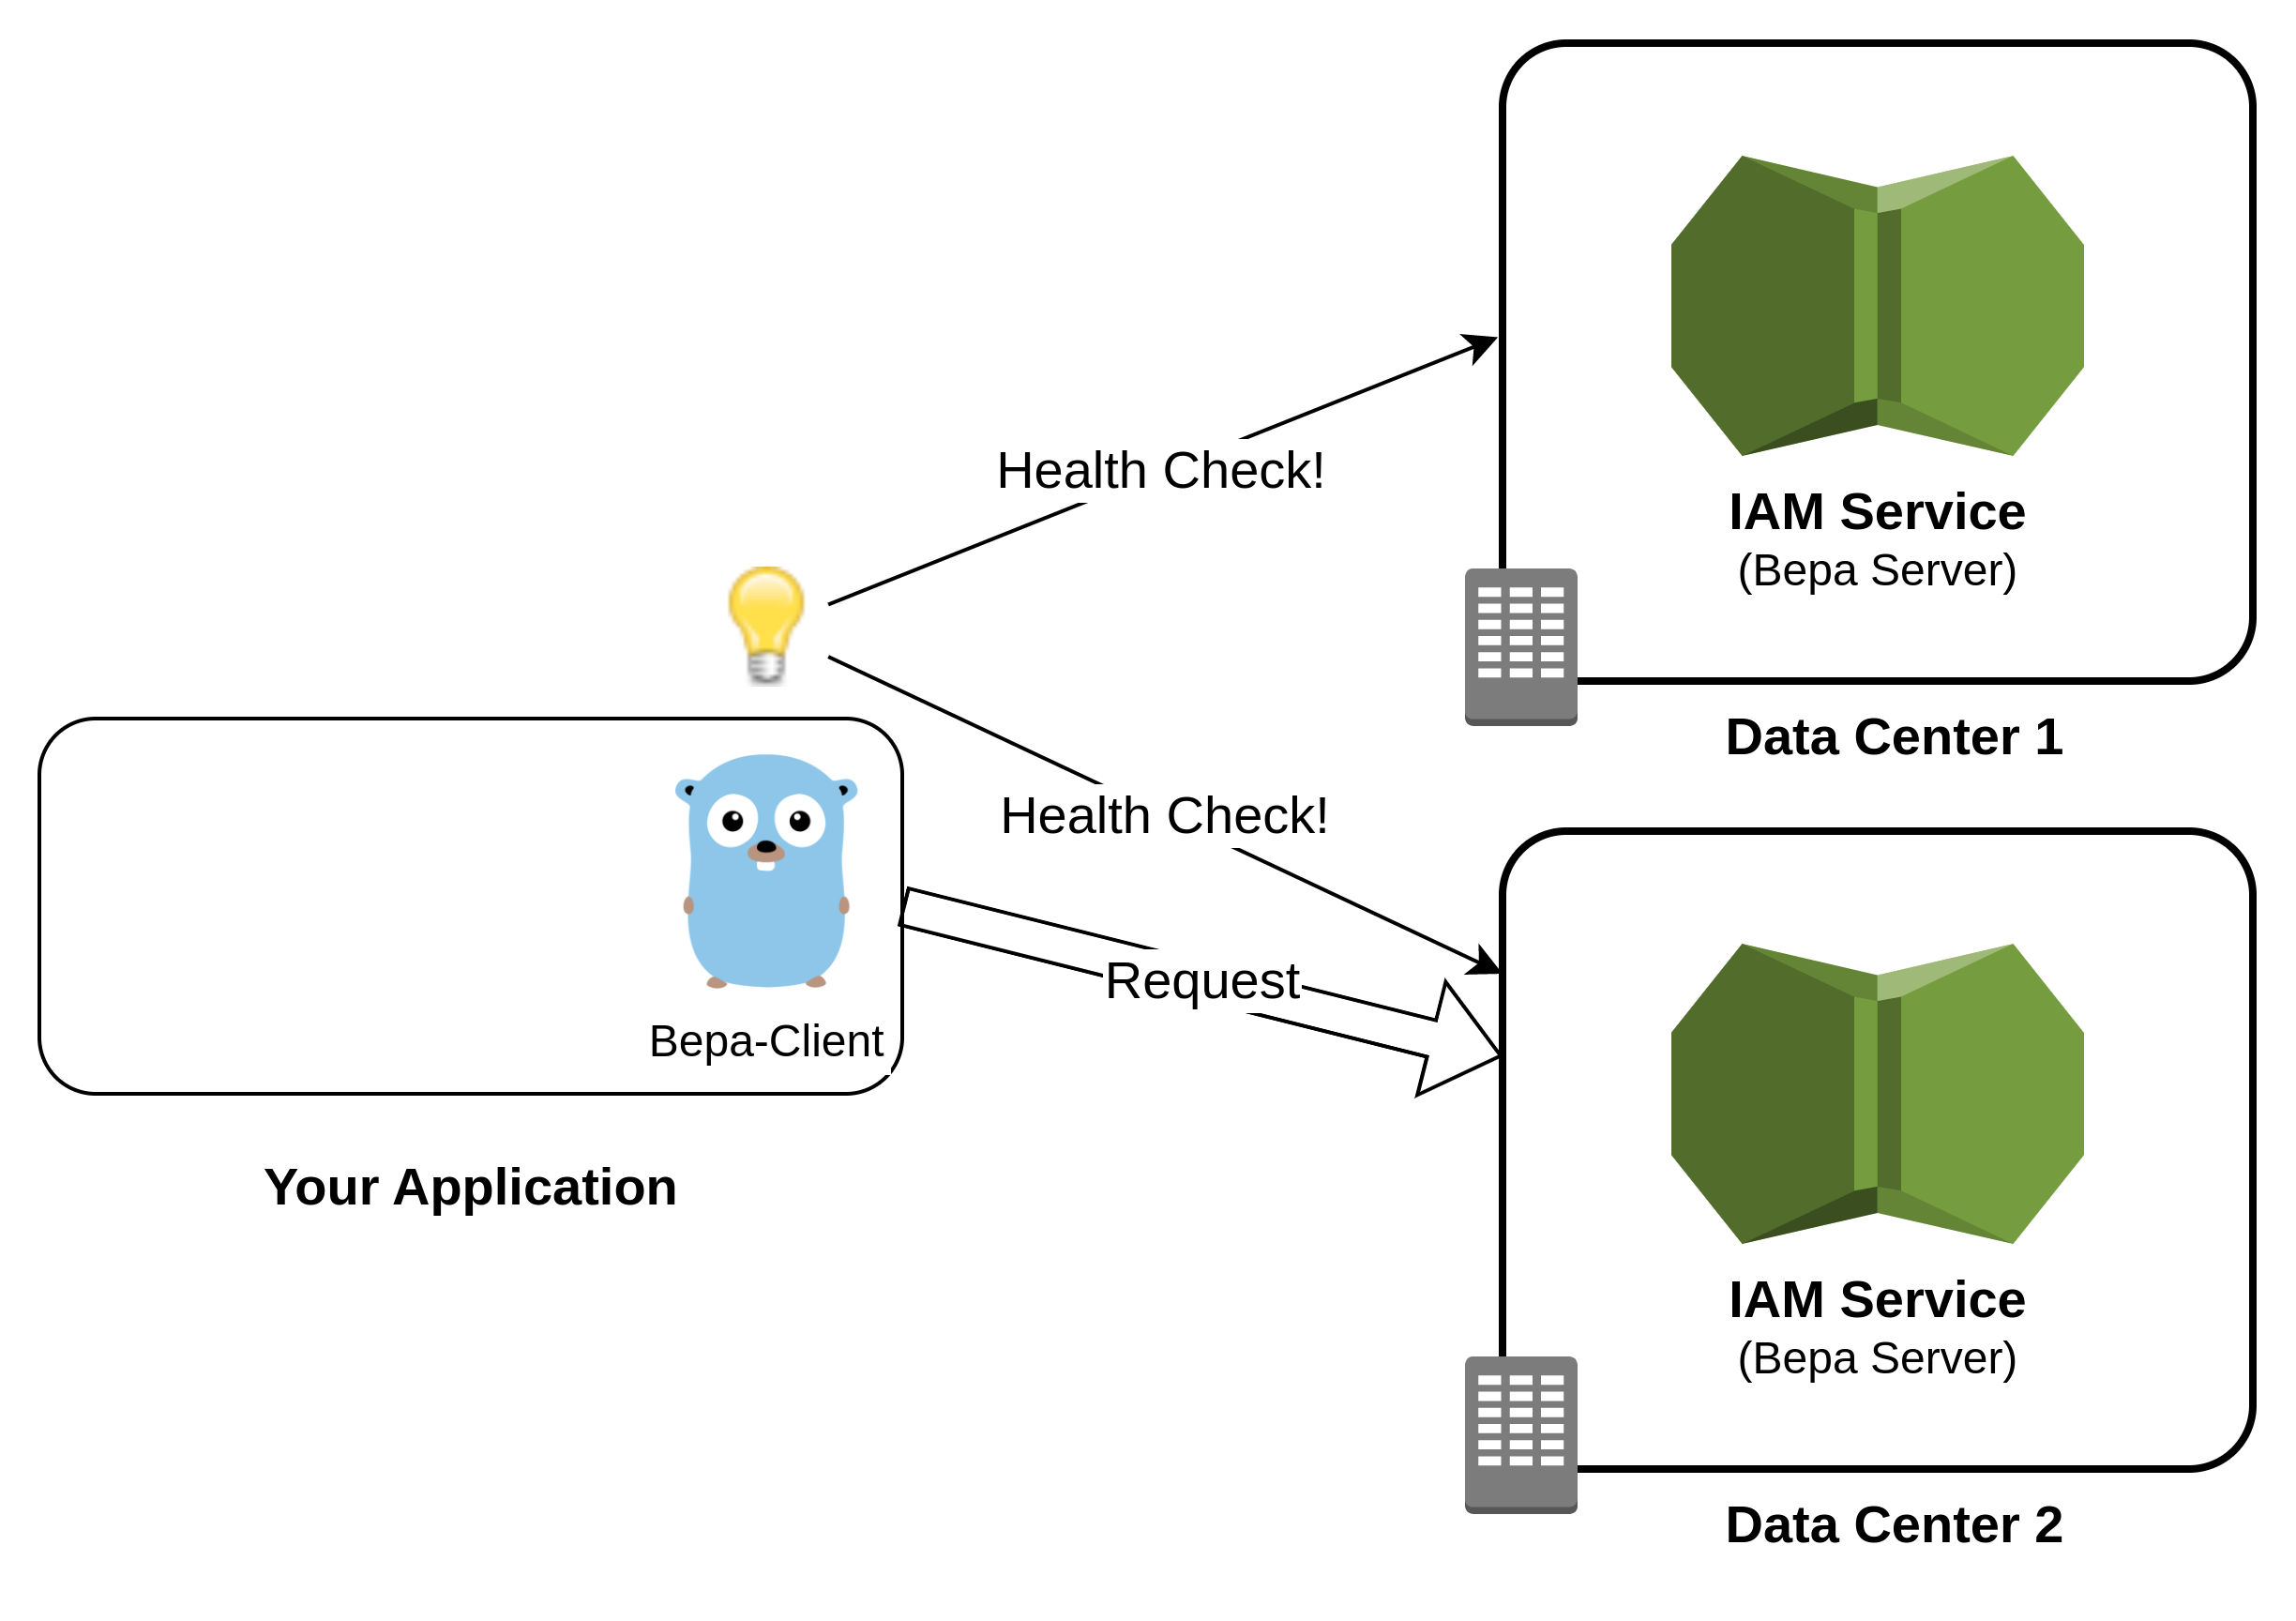 Health Check!
IAM Service
(Bepa Server)
Data Center 1
Health Check!
Request
Bepa-Client
Your Application
IAM Service
(Bepa Server)
Data Center 2